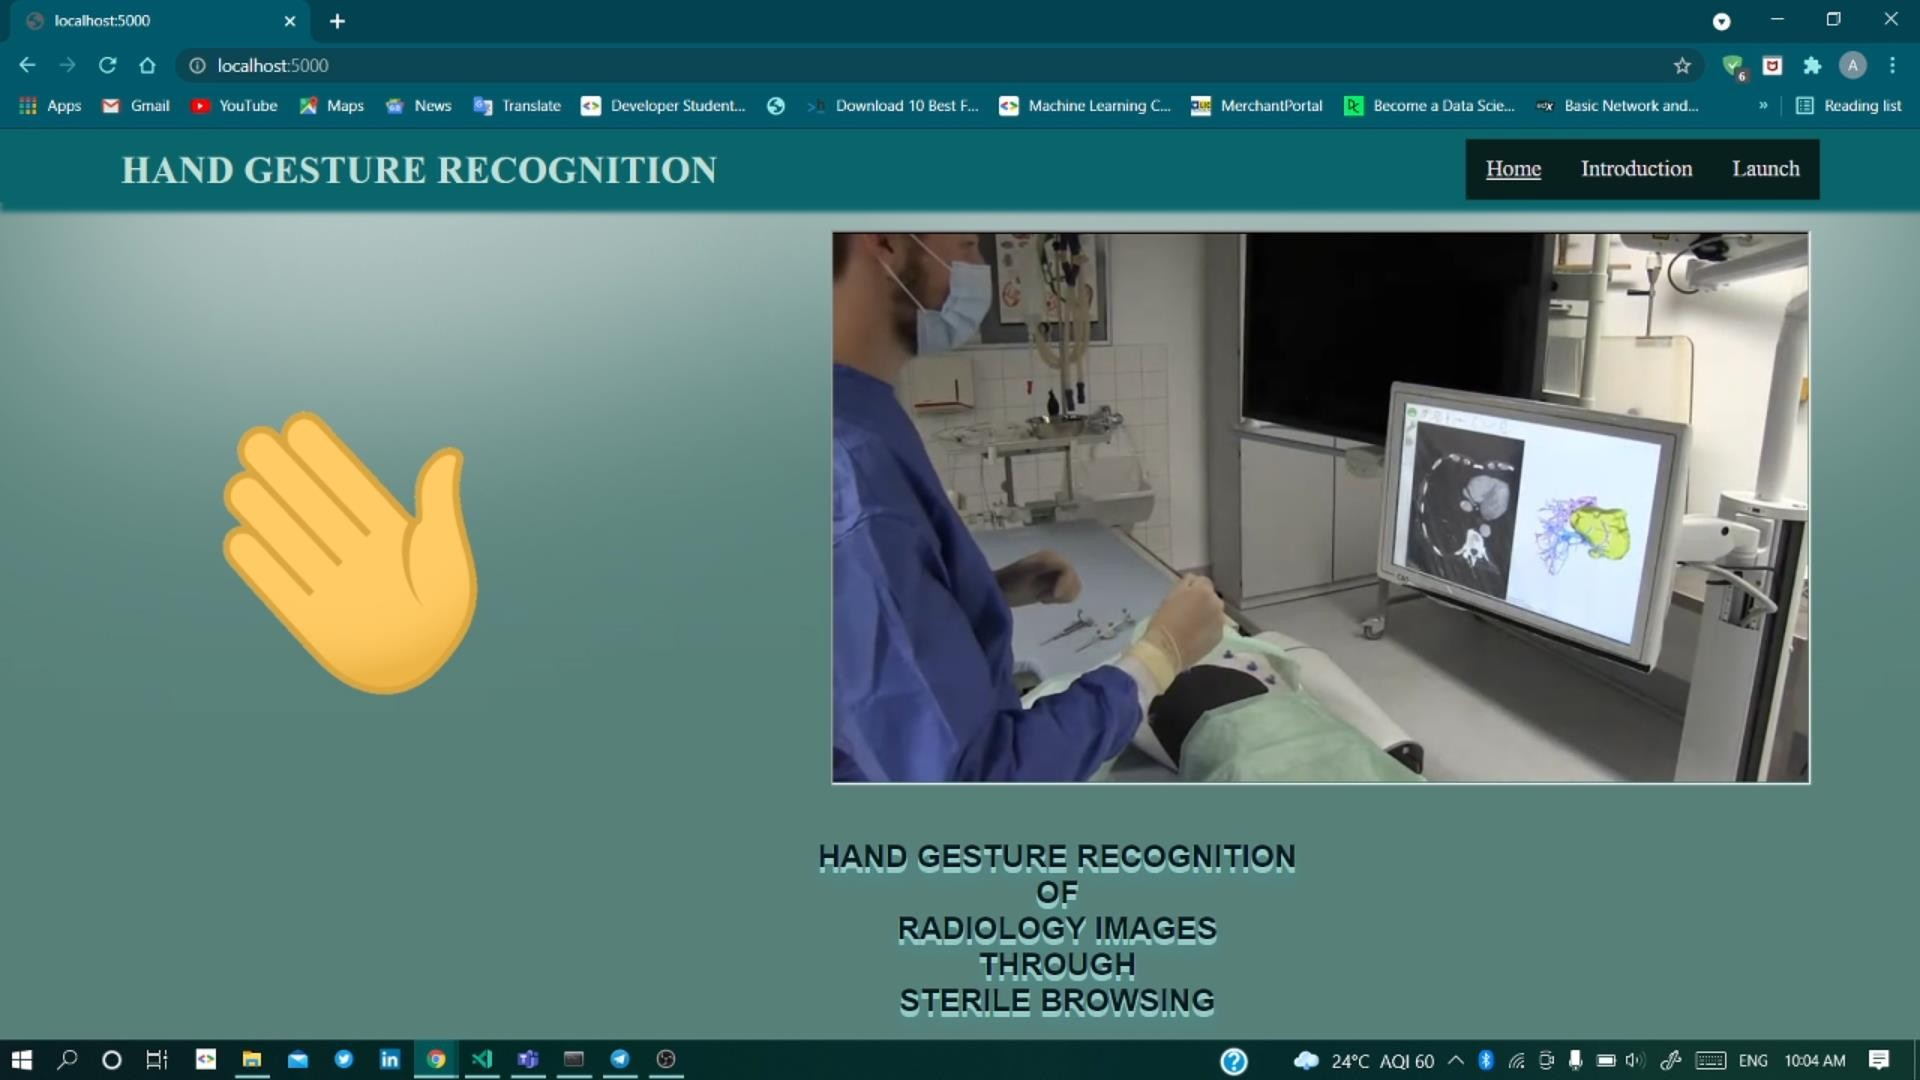 localhost:5000
localhost:5000
6
A
Apps
Gmail
YouTube
Maps
News
Translate
Developer Student...
Download 10 Best F...
Machine Learning C...
MerchantPortal
Become a Data Scie...
edX
Basic Network and...
»
Reading list
HAND GESTURE RECOGNITION
Home
Introduction
Launch
HAND GESTURE RECOGNITION
OF
RADIOLOGY IMAGES
THROUGH
STERILE BROWSING
24°C AQI 60
ENG
10:04 AM